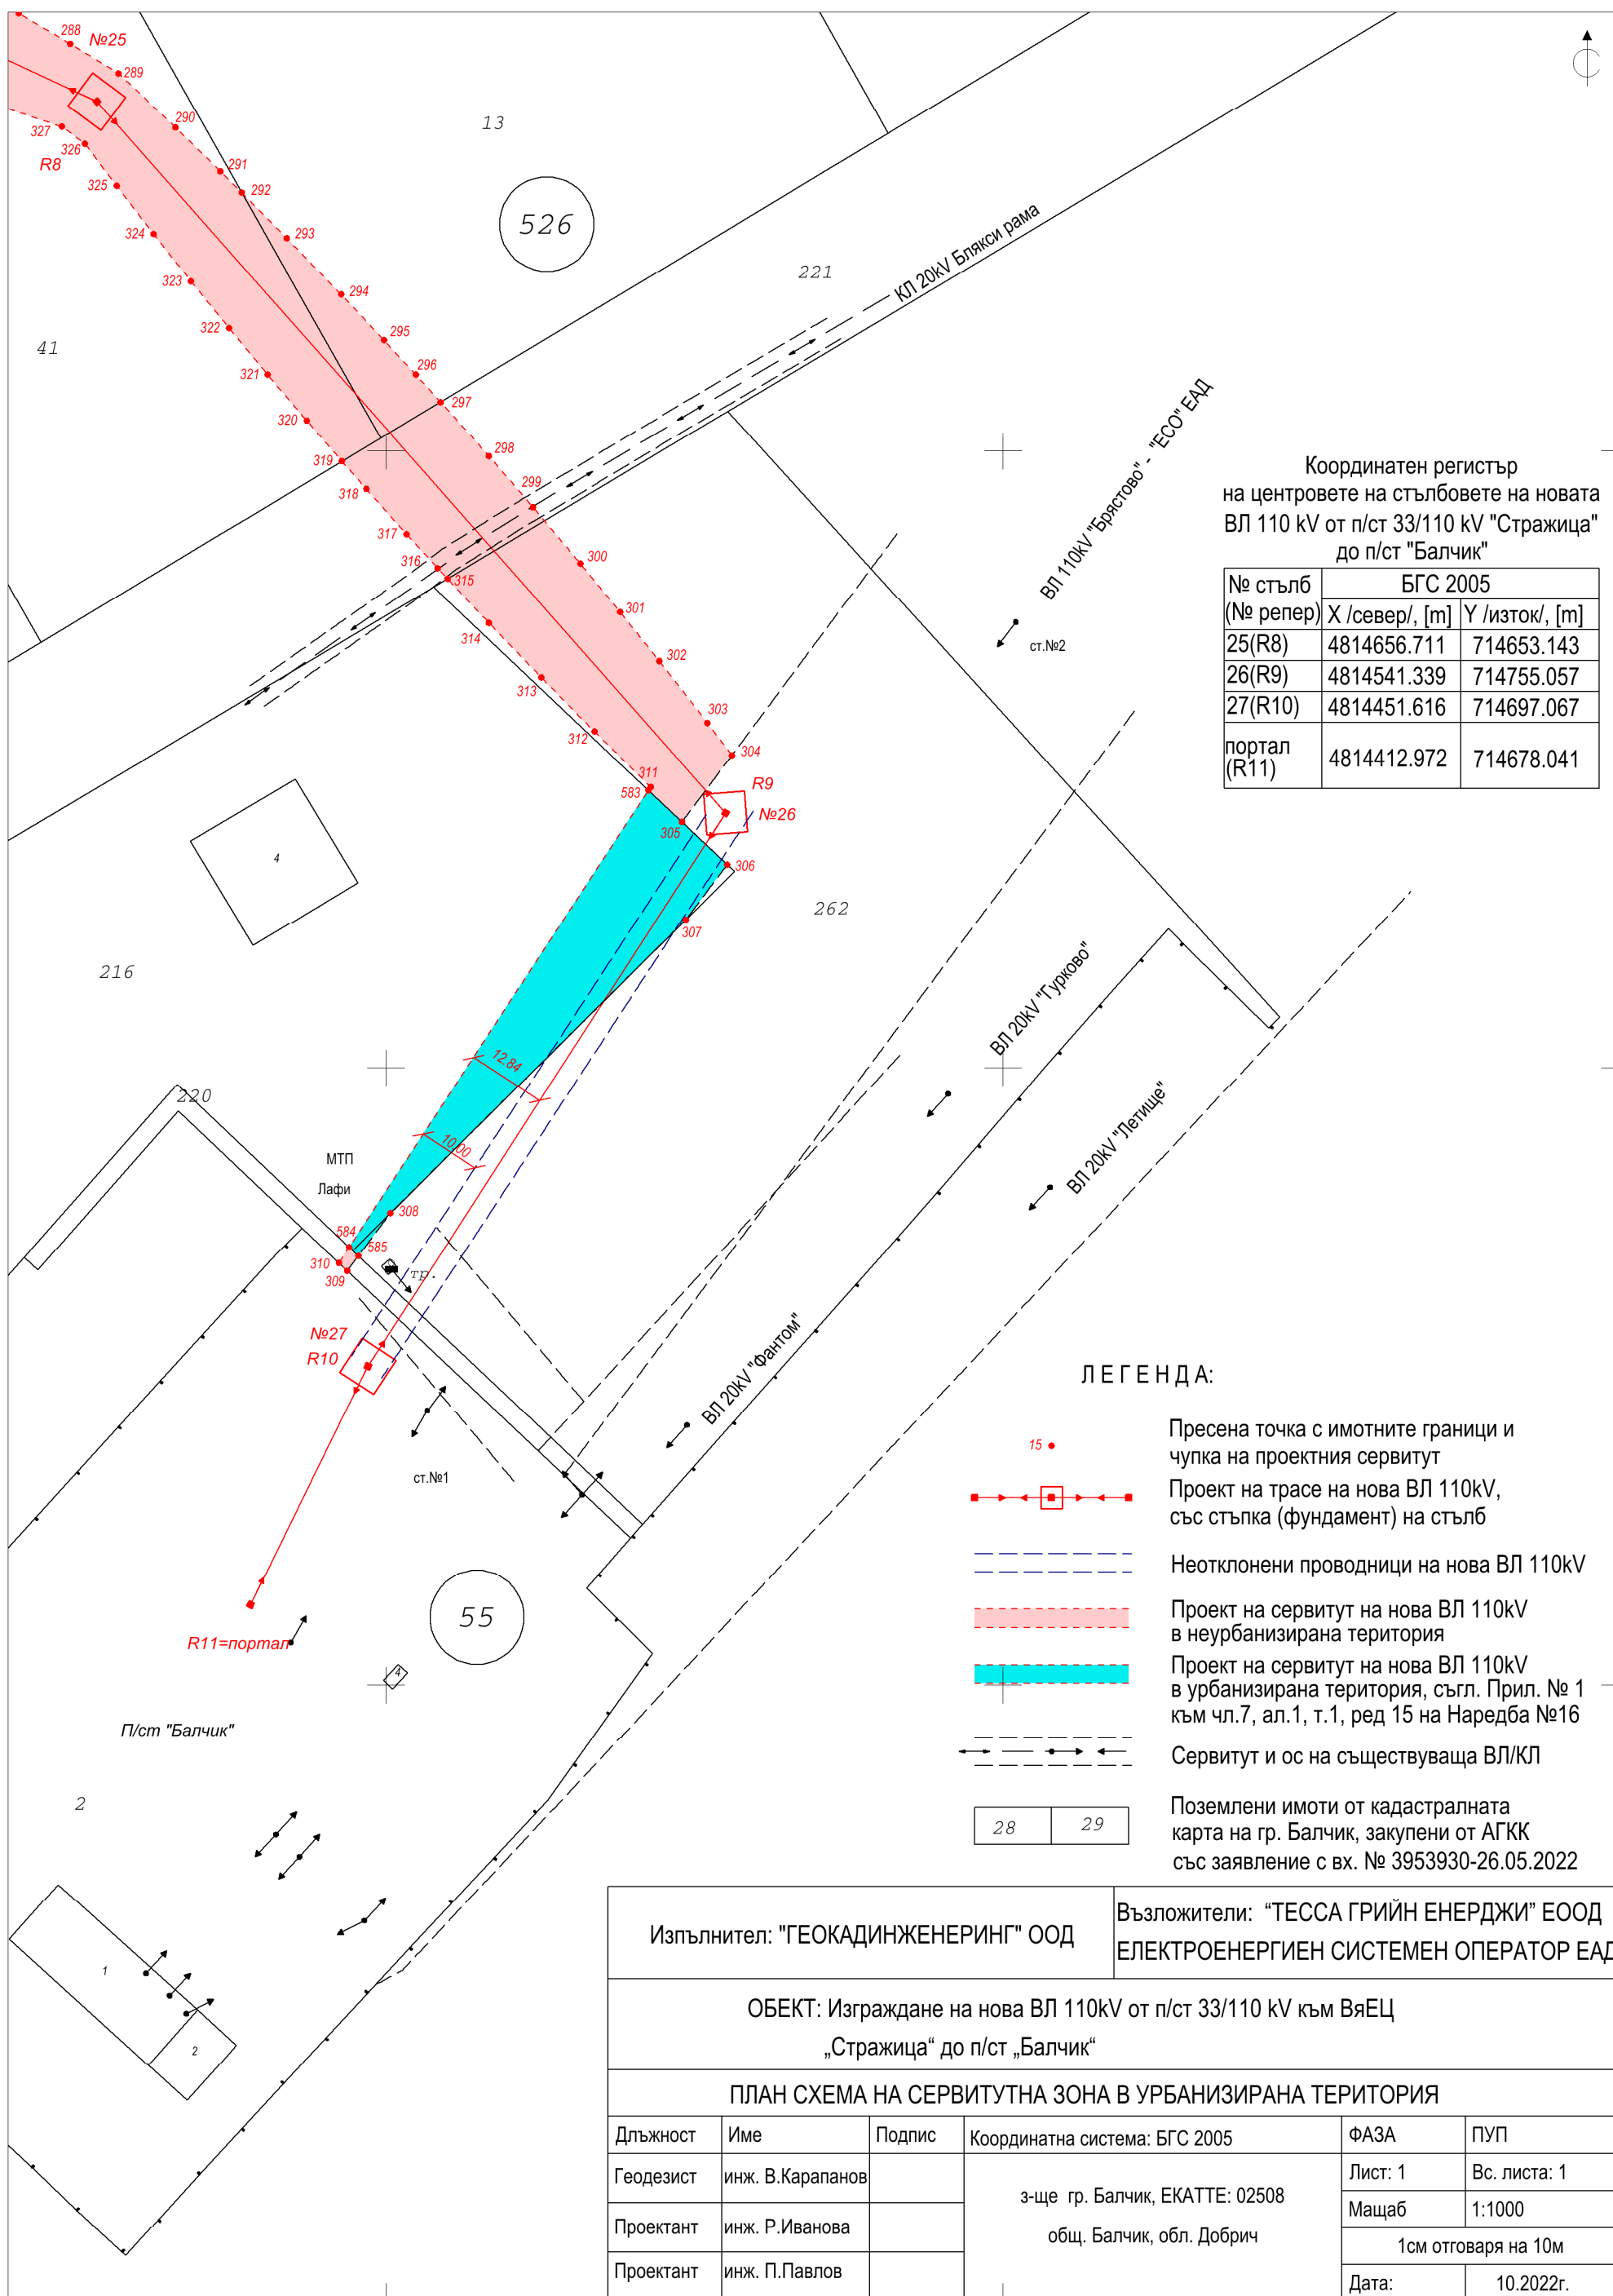 288
№25
289
290
327
326
R8
325
291
292
324
293
323
294
322
295
321
296
320
297
319
298
318
299
317
316
300
315
301
314
302
313
303
312
304
311
583
R9
№26
305
306
307
12.84
10.00
308
584
585
310
309
№27
R10
R11=портал
13
526
221
КЛ 20kV Блякси рама
41
ВЛ 110kV "Брястово" - "ЕСО" ЕАД
ст.№2
4
262
216
220
МТП
Лафи
тр.
ст.№1
ВЛ 20kV "Гурково"
ВЛ 20kV "Летище"
ВЛ 20kV "Фантом"
55
4
П/ст "Балчик"
2
1
2
Координатен регистър
на центровете на стълбовете на новата
ВЛ 110 kV от п/ст 33/110 kV "Стражица"
до п/ст "Балчик"
№ стълб БГС 2005
(№ репер) X /север/, [m] Y /изток/, [m]
25(R8) 4814656.711 714653.143
26(R9) 4814541.339 714755.057
27(R10) 4814451.616 714697.067
портал
(R11) 4814412.972 714678.041
Л Е Г Е Н Д А:
15
Пресена точка с имотните граници и
чупка на проектния сервитут
Проект на трасе на нова ВЛ 110kV,
със стъпка (фундамент) на стълб
Неотклонени проводници на нова ВЛ 110kV
Проект на сервитут на нова ВЛ 110kV
в неурбанизирана територия
Проект на сервитут на нова ВЛ 110kV
в урбанизирана територия, съгл. Прил. № 1
към чл.7, ал.1, т.1, ред 15 на Наредба №16
Сервитут и ос на съществуваща ВЛ/КЛ
28 29
Поземлени имоти от кадастралната
карта на гр. Балчик, закупени от АГКК
със заявление с вх. № 3953930-26.05.2022
Изпълнител: "ГЕОКАДИНЖЕНЕРИНГ" ООД
Възложители: “ТЕССА ГРИЙН ЕНЕРДЖИ” ЕООД
ЕЛЕКТРОЕНЕРГИЕН СИСТЕМЕН ОПЕРАТОР ЕАД
ОБЕКТ: Изграждане на нова ВЛ 110kV от п/ст 33/110 kV към ВяЕЦ
„Стражица“ до п/ст „Балчик“
ПЛАН СХЕМА НА СЕРВИТУТНА ЗОНА В УРБАНИЗИРАНА ТЕРИТОРИЯ
Длъжност Име Подпис Координатна система: БГС 2005 ФАЗА ПУП
Геодезист инж. В.Карапанов Лист: 1 Вс. листа: 1
з-ще гр. Балчик, ЕКАТТЕ: 02508
Мащаб 1:1000
Проектант инж. Р.Иванова
общ. Балчик, обл. Добрич
1см отговаря на 10м
Проектант инж. П.Павлов
Дата: 10.2022г.